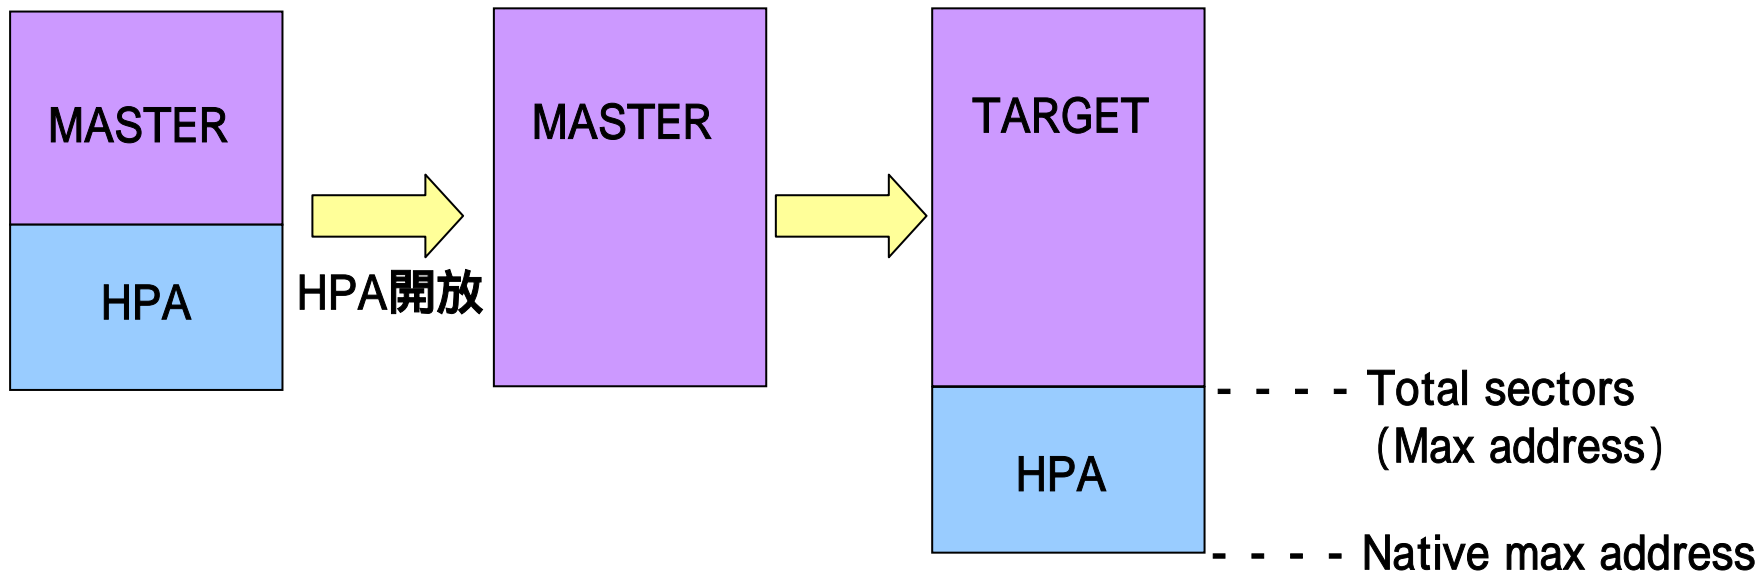 MASTER
HPA
HPA開放
MASTER
TARGET
HPA
Total sectors
(Max address)
Native max address